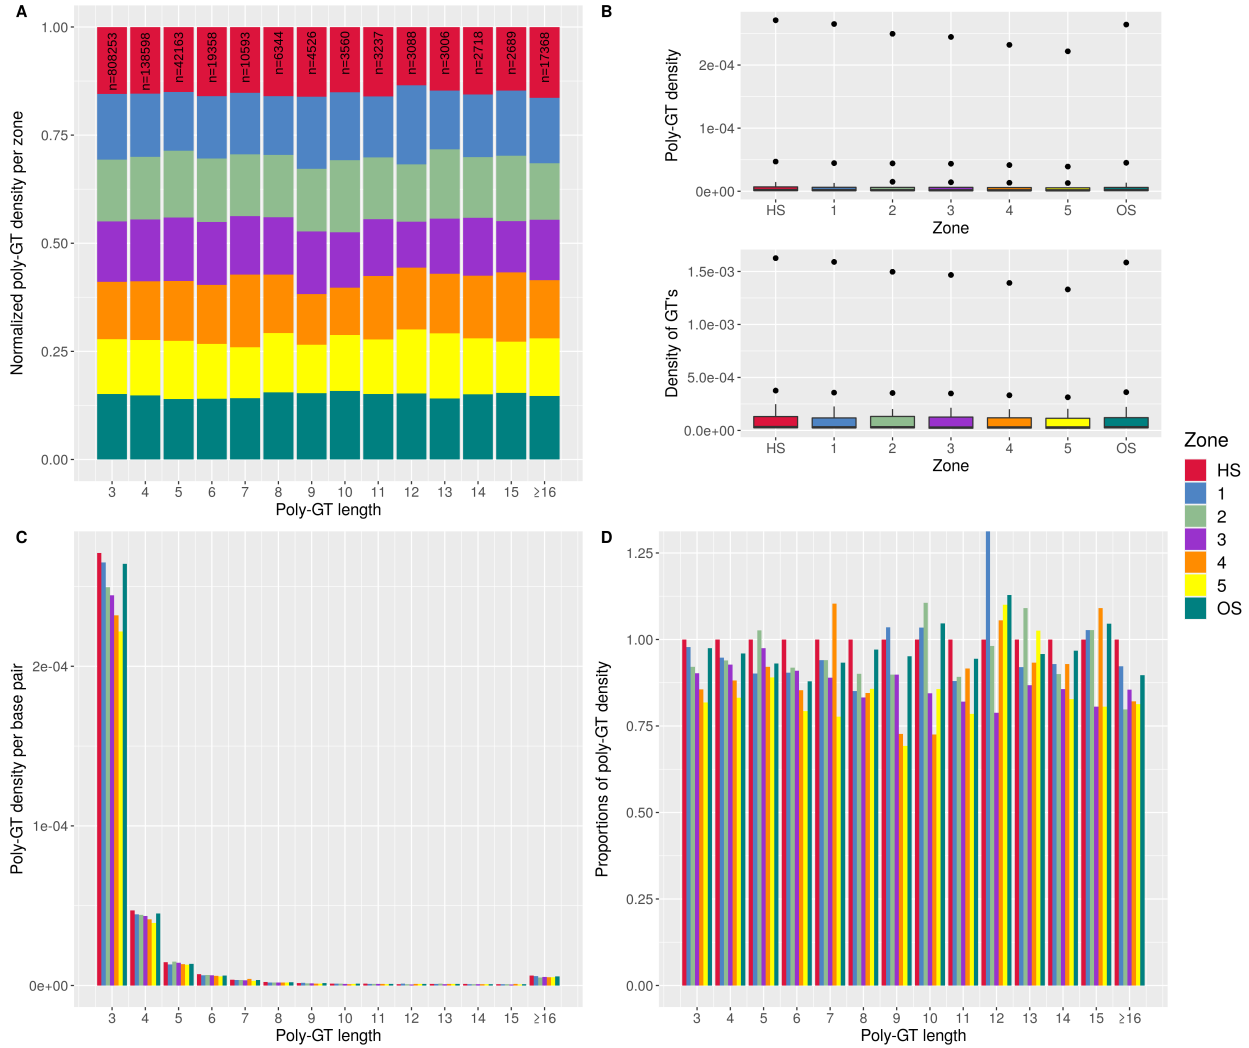 A
Normalized poly-GT density per zone
1.00
0.75
0.50
0.25
0.00
n=808253
n=138598
n=42163
n=19358
n=10593
n=6344
n=4526
n=3560
n=3237
n=3088
n=3006
n=2718
n=2689
n=17368
3 4 5 6 7 8 9 10 11 12 13 14 15 ≥16
Poly-GT length
B
Poly-GT density
2e-04
1e-04
0e+00
HS 1 2 3 4 5 OS
Zone
Density of GT's
1.5e-03
1.0e-03
5.0e-04
0.0e+00
HS 1 2 3 4 5 OS
Zone
C
Poly-GT density per base pair
2e-04
1e-04
0e+00
3 4 5 6 7 8 9 10 11 12 13 14 15 ≥16
Poly-GT length
D
Proportions of poly-GT density
1.25
1.00
0.75
0.50
0.25
0.00
3 4 5 6 7 8 9 10 11 12 13 14 15 ≥16
Poly-GT length
Zone
HS
1
2
3
4
5
OS